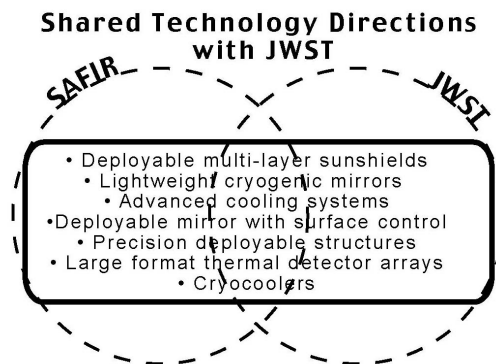 Shared Technology Directions
with JWST
SAFIR
JWST
• Deployable multi-layer sunshields
• Lightweight cryogenic mirrors
• Advanced cooling systems
•Deployable mirror with surface control
• Precision deployable structures
• Large format thermal detector arrays
• Cryocoolers